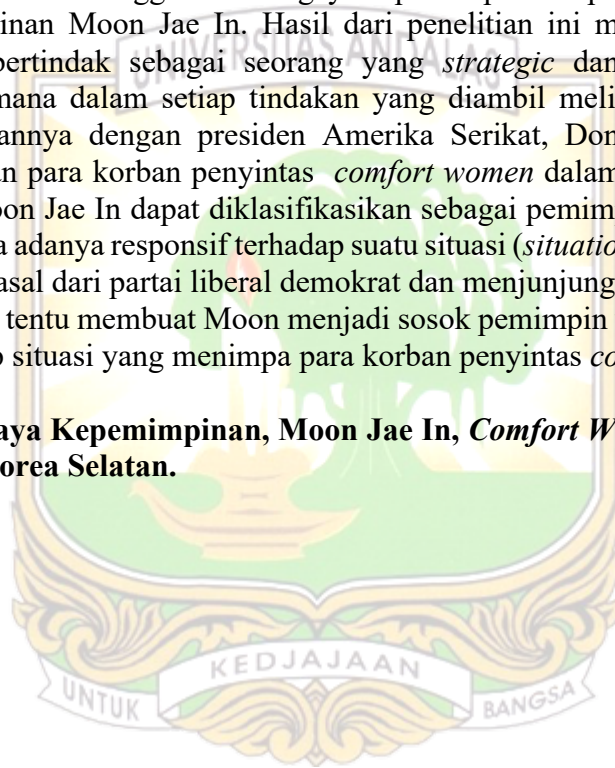 pinan Moon Jae In. Hasil dari penelitian ini m
bertindak sebagai seorang yang strategic dan
mana dalam setiap tindakan yang diambil meli
annya dengan presiden Amerika Serikat, Don
n para korban penyintas comfort women dalam
oon Jae In dapat diklasifikasikan sebagai pemim
a adanya responsif terhadap suatu situasi (situatio
asal dari partai liberal demokrat dan menjunjung
tentu membuat Moon menjadi sosok pemimpin
p situasi yang menimpa para korban penyintas co
aya Kepemimpinan, Moon Jae In, Comfort W
orea Selatan.
UNIVERSITAS ANDALAS
KEDJAJAAN
UNTUK BANGSA